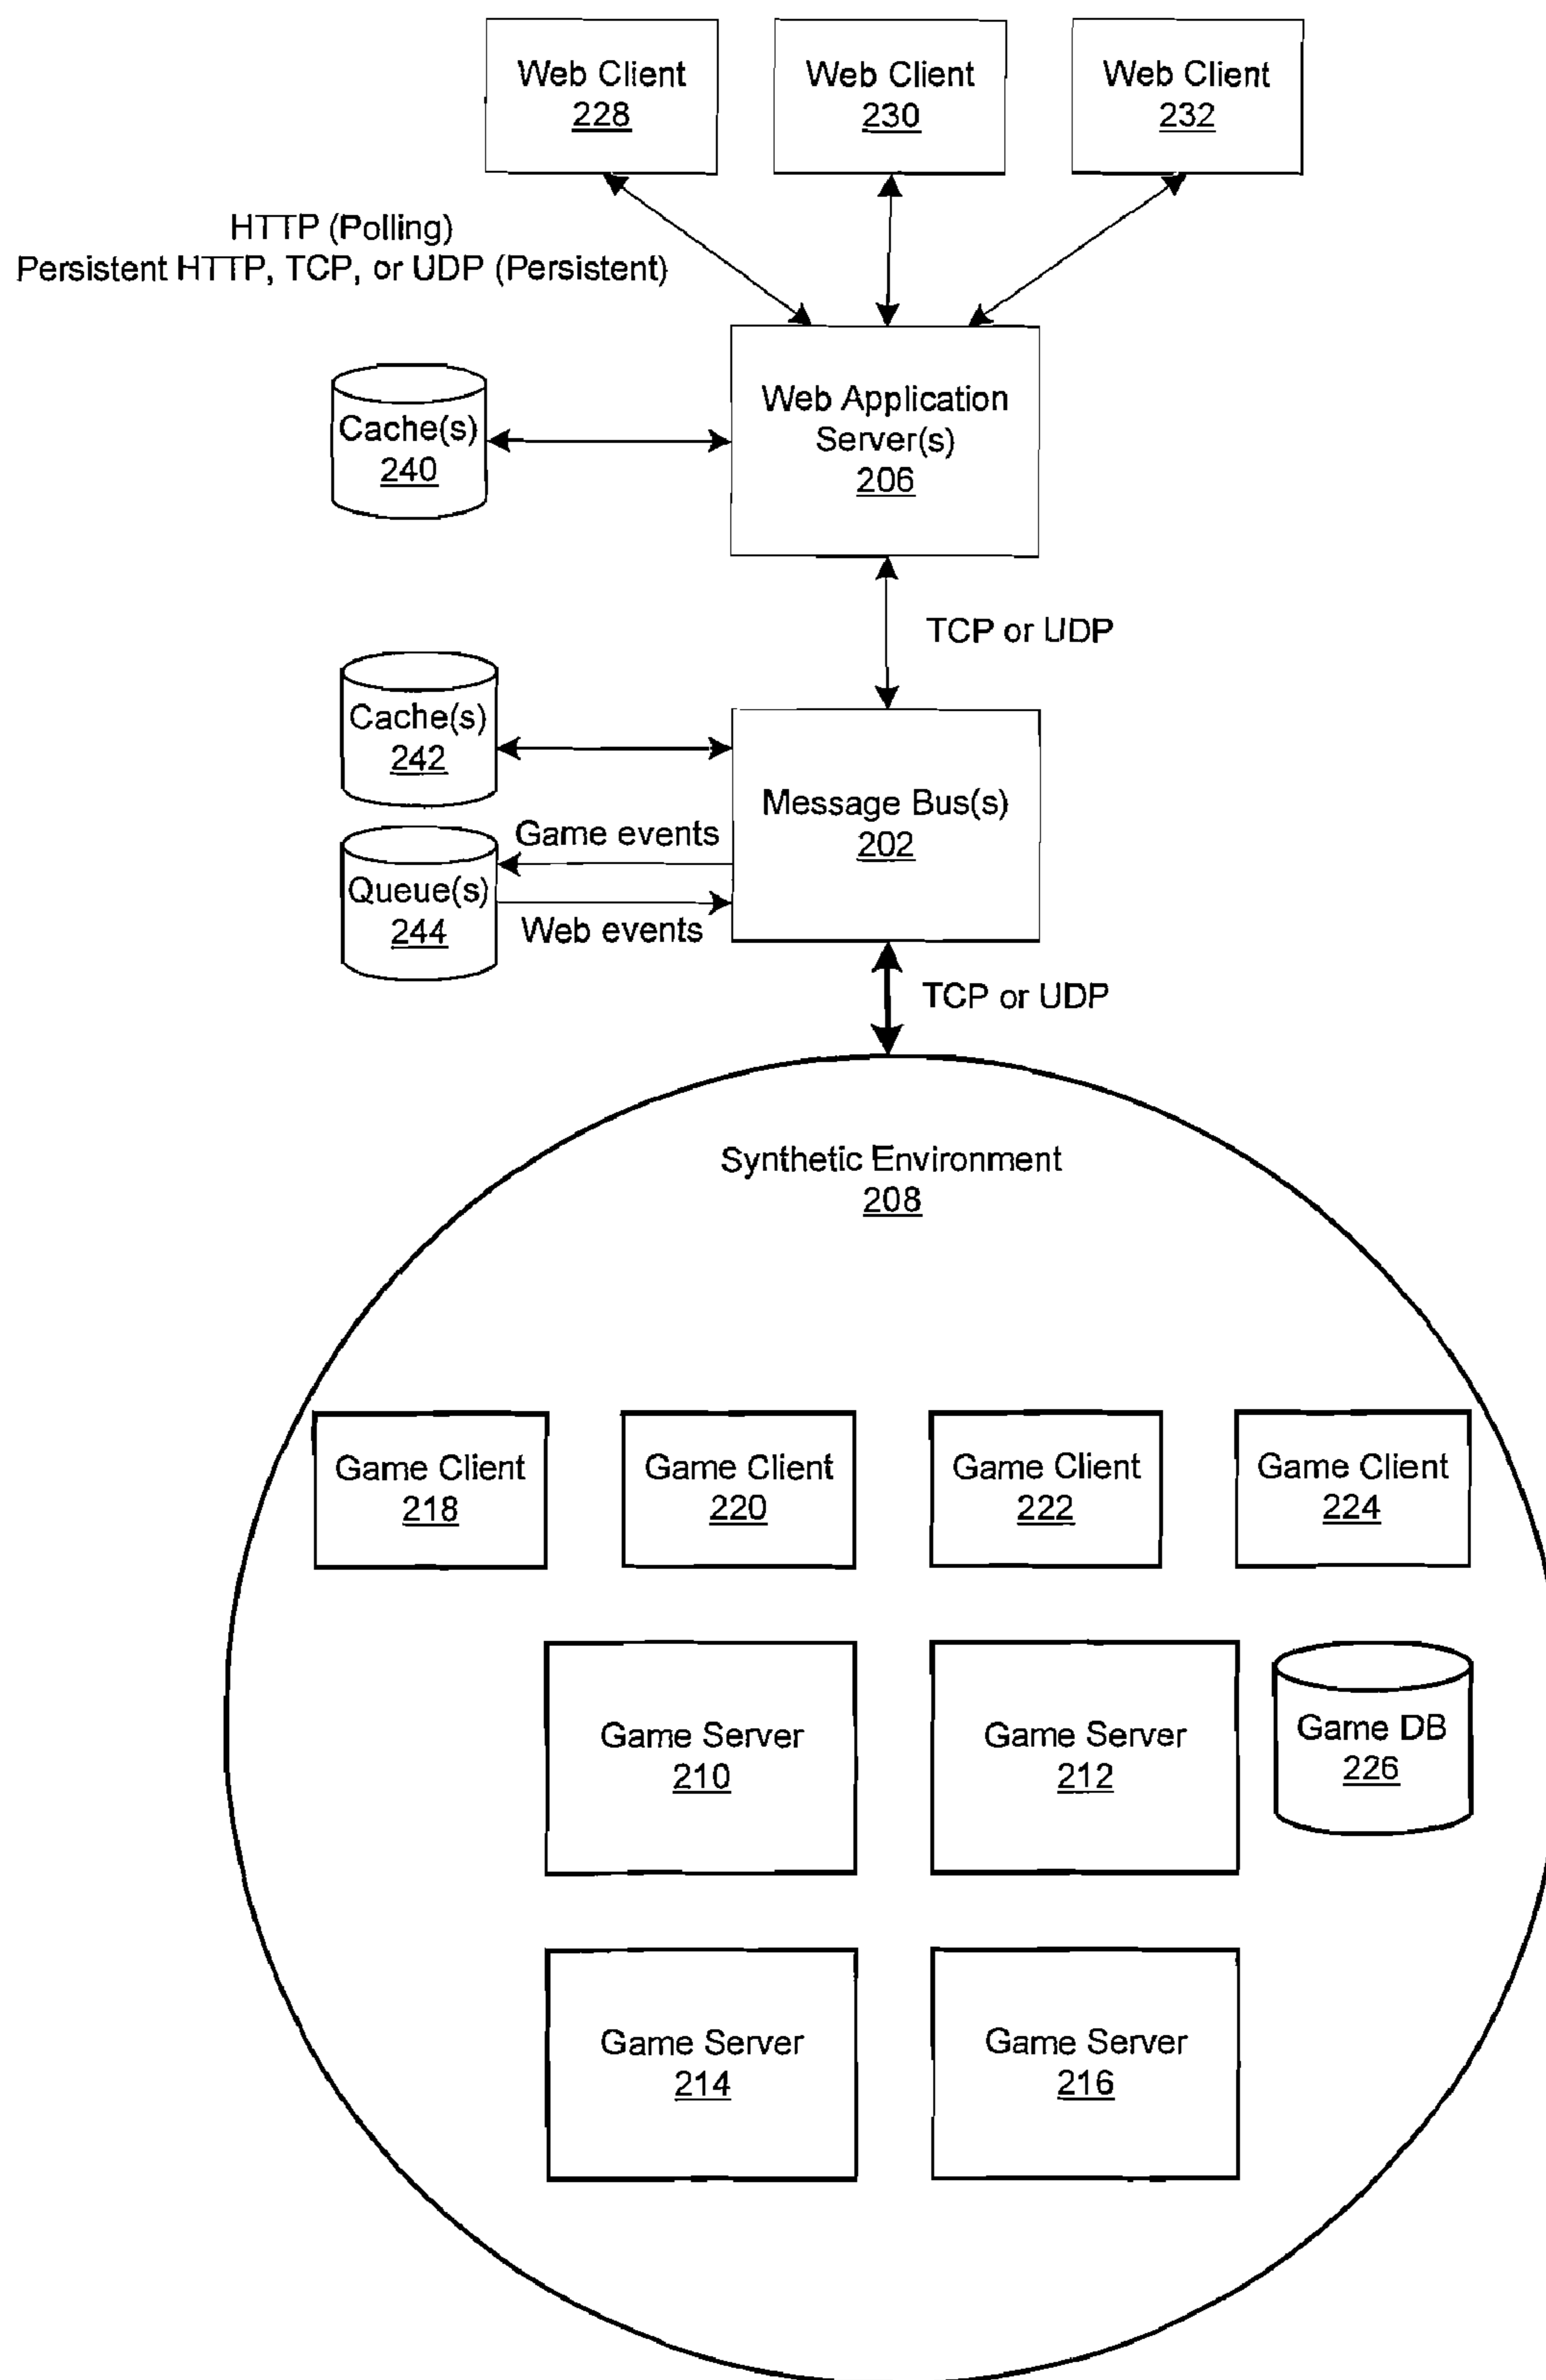 Web Client
228
Web Client
230
Web Client
232
HTTP (Polling)
Persistent HTTP, TCP, or UDP (Persistent)
Cache(s)
240
Web Application
Server(s)
206
TCP or UDP
Cache(s)
242
Message Bus(s)
202
Game events
Queue(s)
244
Web events
TCP or UDP
Synthetic Environment
208
Game Client
218
Game Client
220
Game Client
222
Game Client
224
Game Server
210
Game Server
212
Game DB
226
Game Server
214
Game Server
216